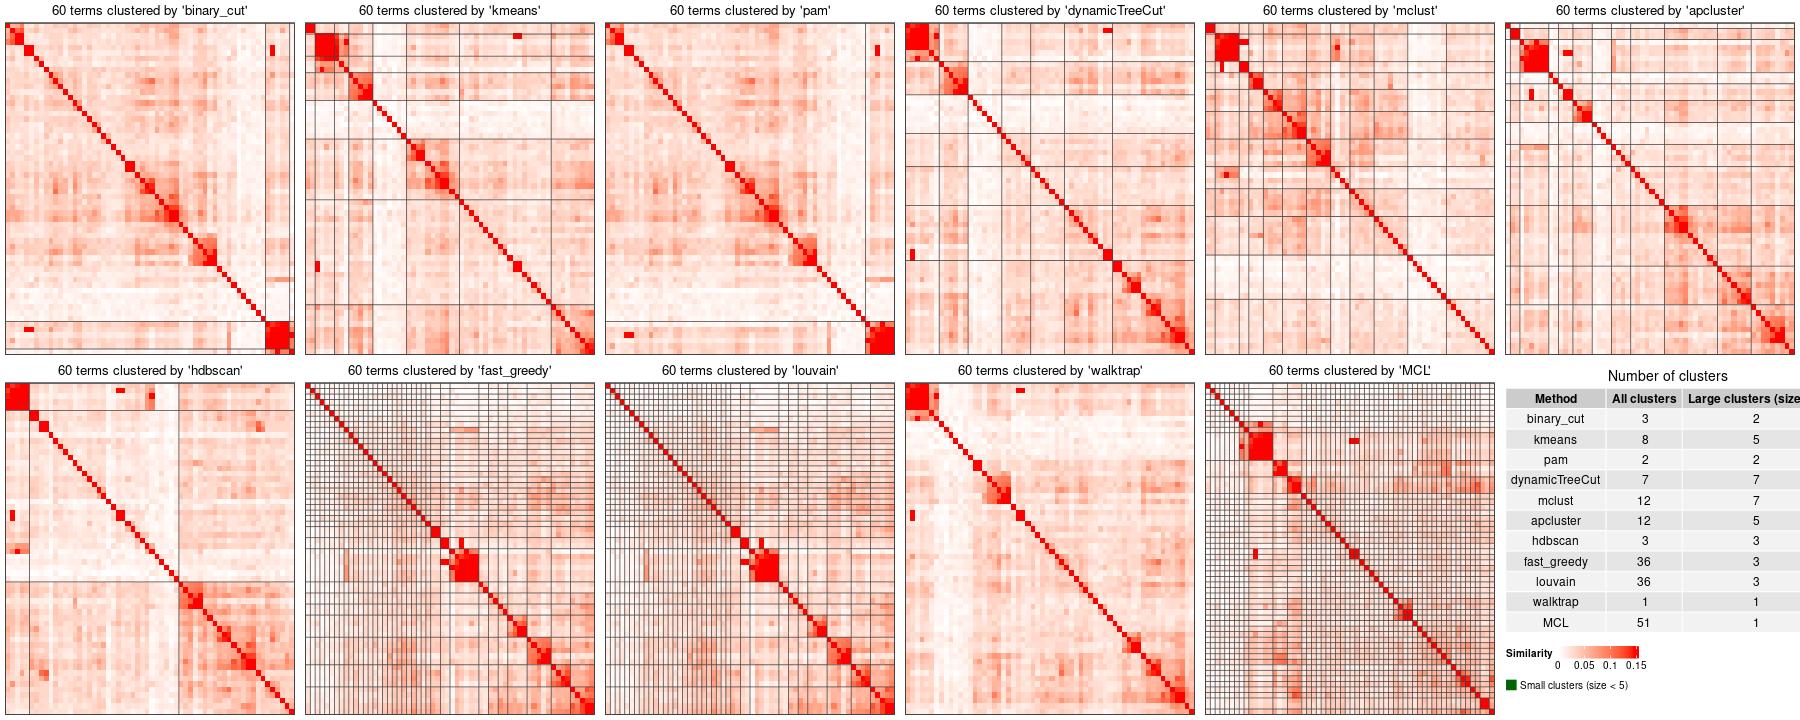 60 terms clustered by 'binary_cut'
60 terms clustered by 'kmeans'
60 terms clustered by 'pam'
60 terms clustered by 'dynamicTreeCut'
60 terms clustered by 'mclust'
60 terms clustered by 'apcluster'
60 terms clustered by 'hdbscan'
60 terms clustered by 'fast_greedy'
60 terms clustered by 'louvain'
60 terms clustered by 'walktrap'
60 terms clustered by 'MCL'
Number of clusters
Method All clusters Large clusters (size
binary_cut 3 2
kmeans 8 5
pam 2 2
dynamicTreeCut 7 7
mclust 12 7
apcluster 12 5
hdbscan 3 3
fast_greedy 36 3
louvain 36 3
walktrap 1 1
MCL 51 1
Similarity
0 0.05 0.1 0.15
Small clusters (size < 5)